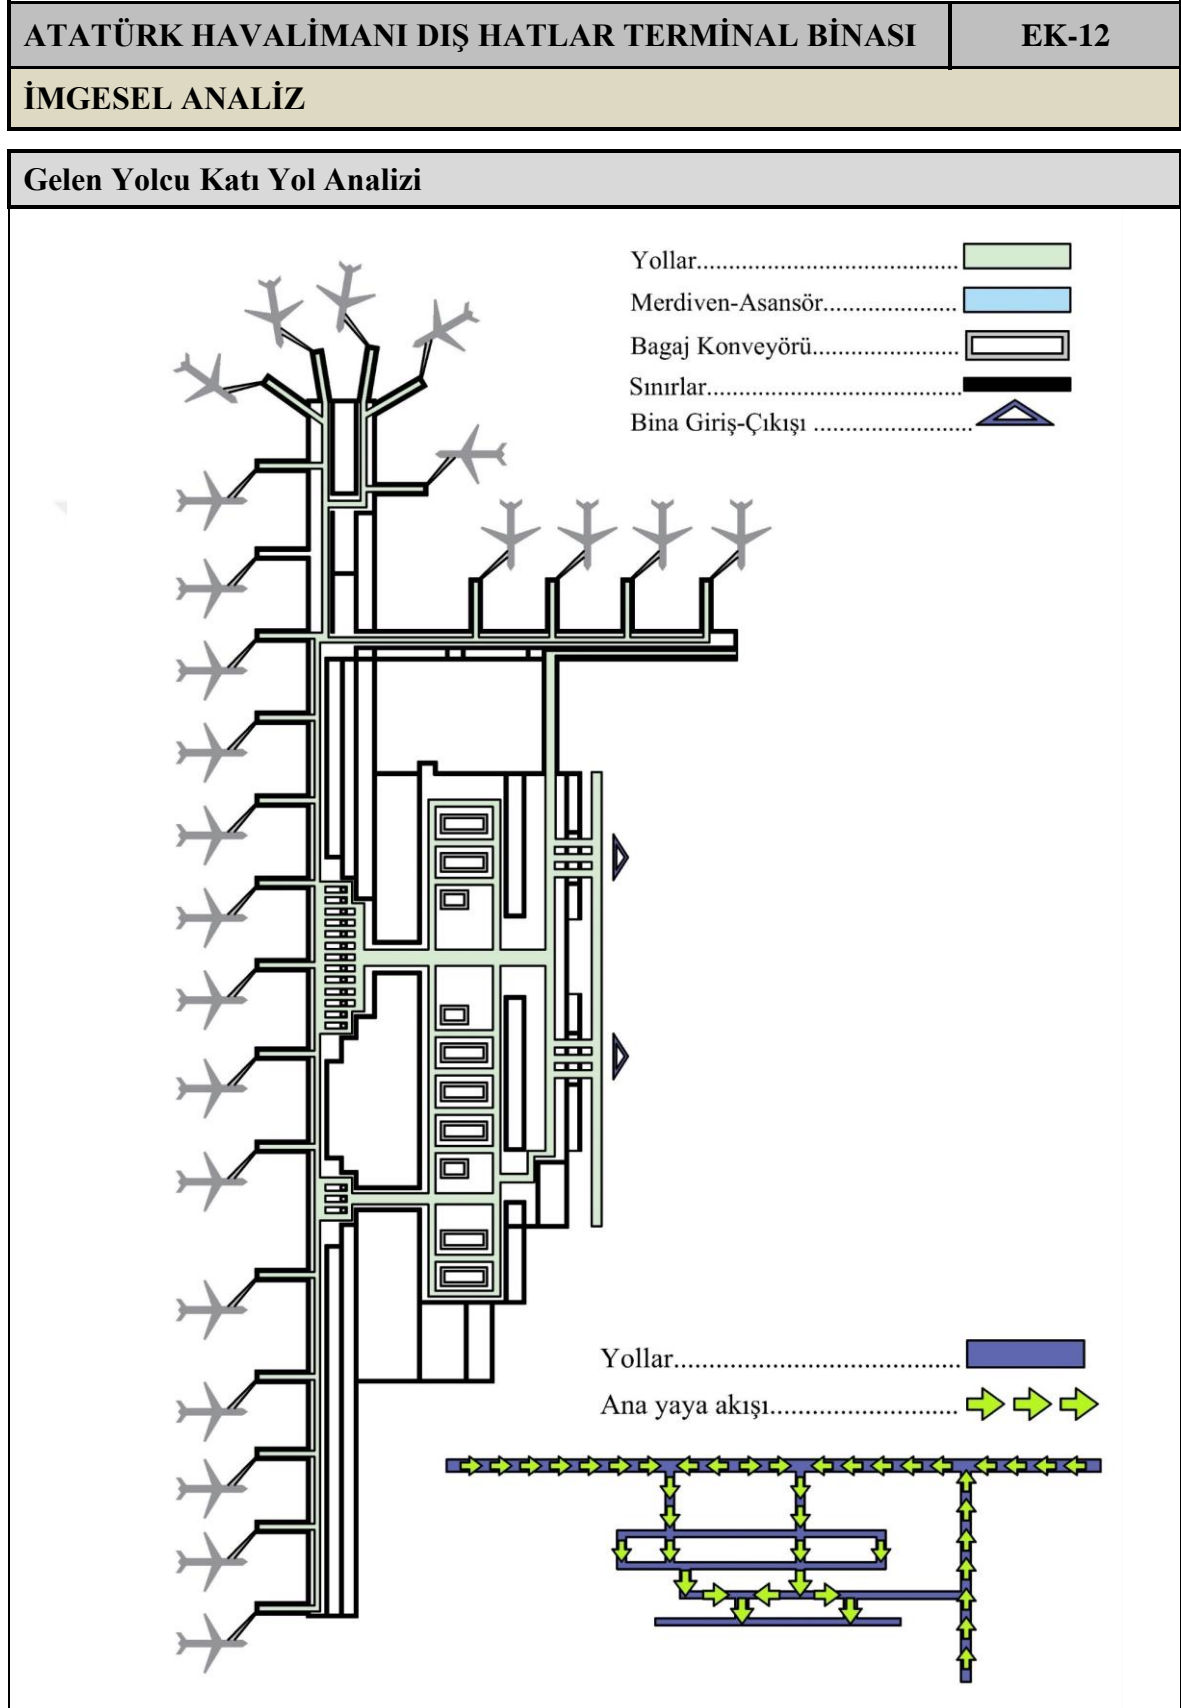 ATATÜRK HAVALİMANI DIŞ HATLAR TERMİNAL BİNASI EK-12
İMGESEL ANALİZ
Gelen Yolcu Katı Yol Analizi
Yollar........................................
Merdiven-Asansör.....................
Bagaj Konveyörü.......................
Sınırlar.......................................
Bina Giriş-Çıkışı .........................
Yollar.........................................
Ana yaya akışı...........................